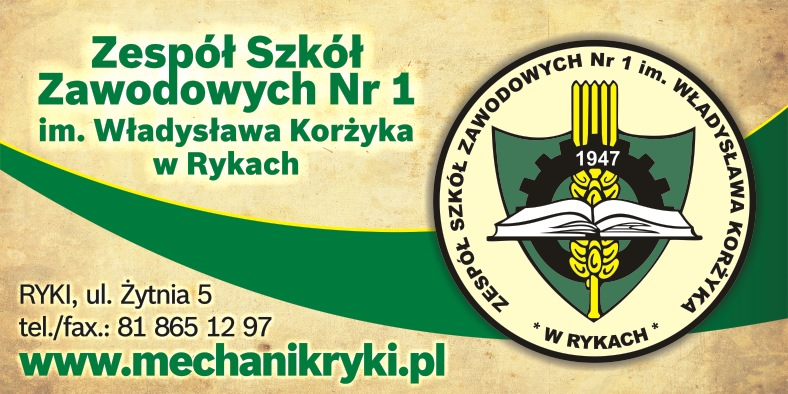 Zespół Szkół
Zawodowych Nr 1
im. Władysława Korżyka
w Rykach
RYKI, ul. Żytnia 5
tel./fax.: 81 865 12 97
www.mechanikryki.pl
ZESPÓŁ SZKÓŁ ZAWODOWYCH Nr 1 im. WŁADYSŁAWA KORŻYKA
* W RYKACH *
1947